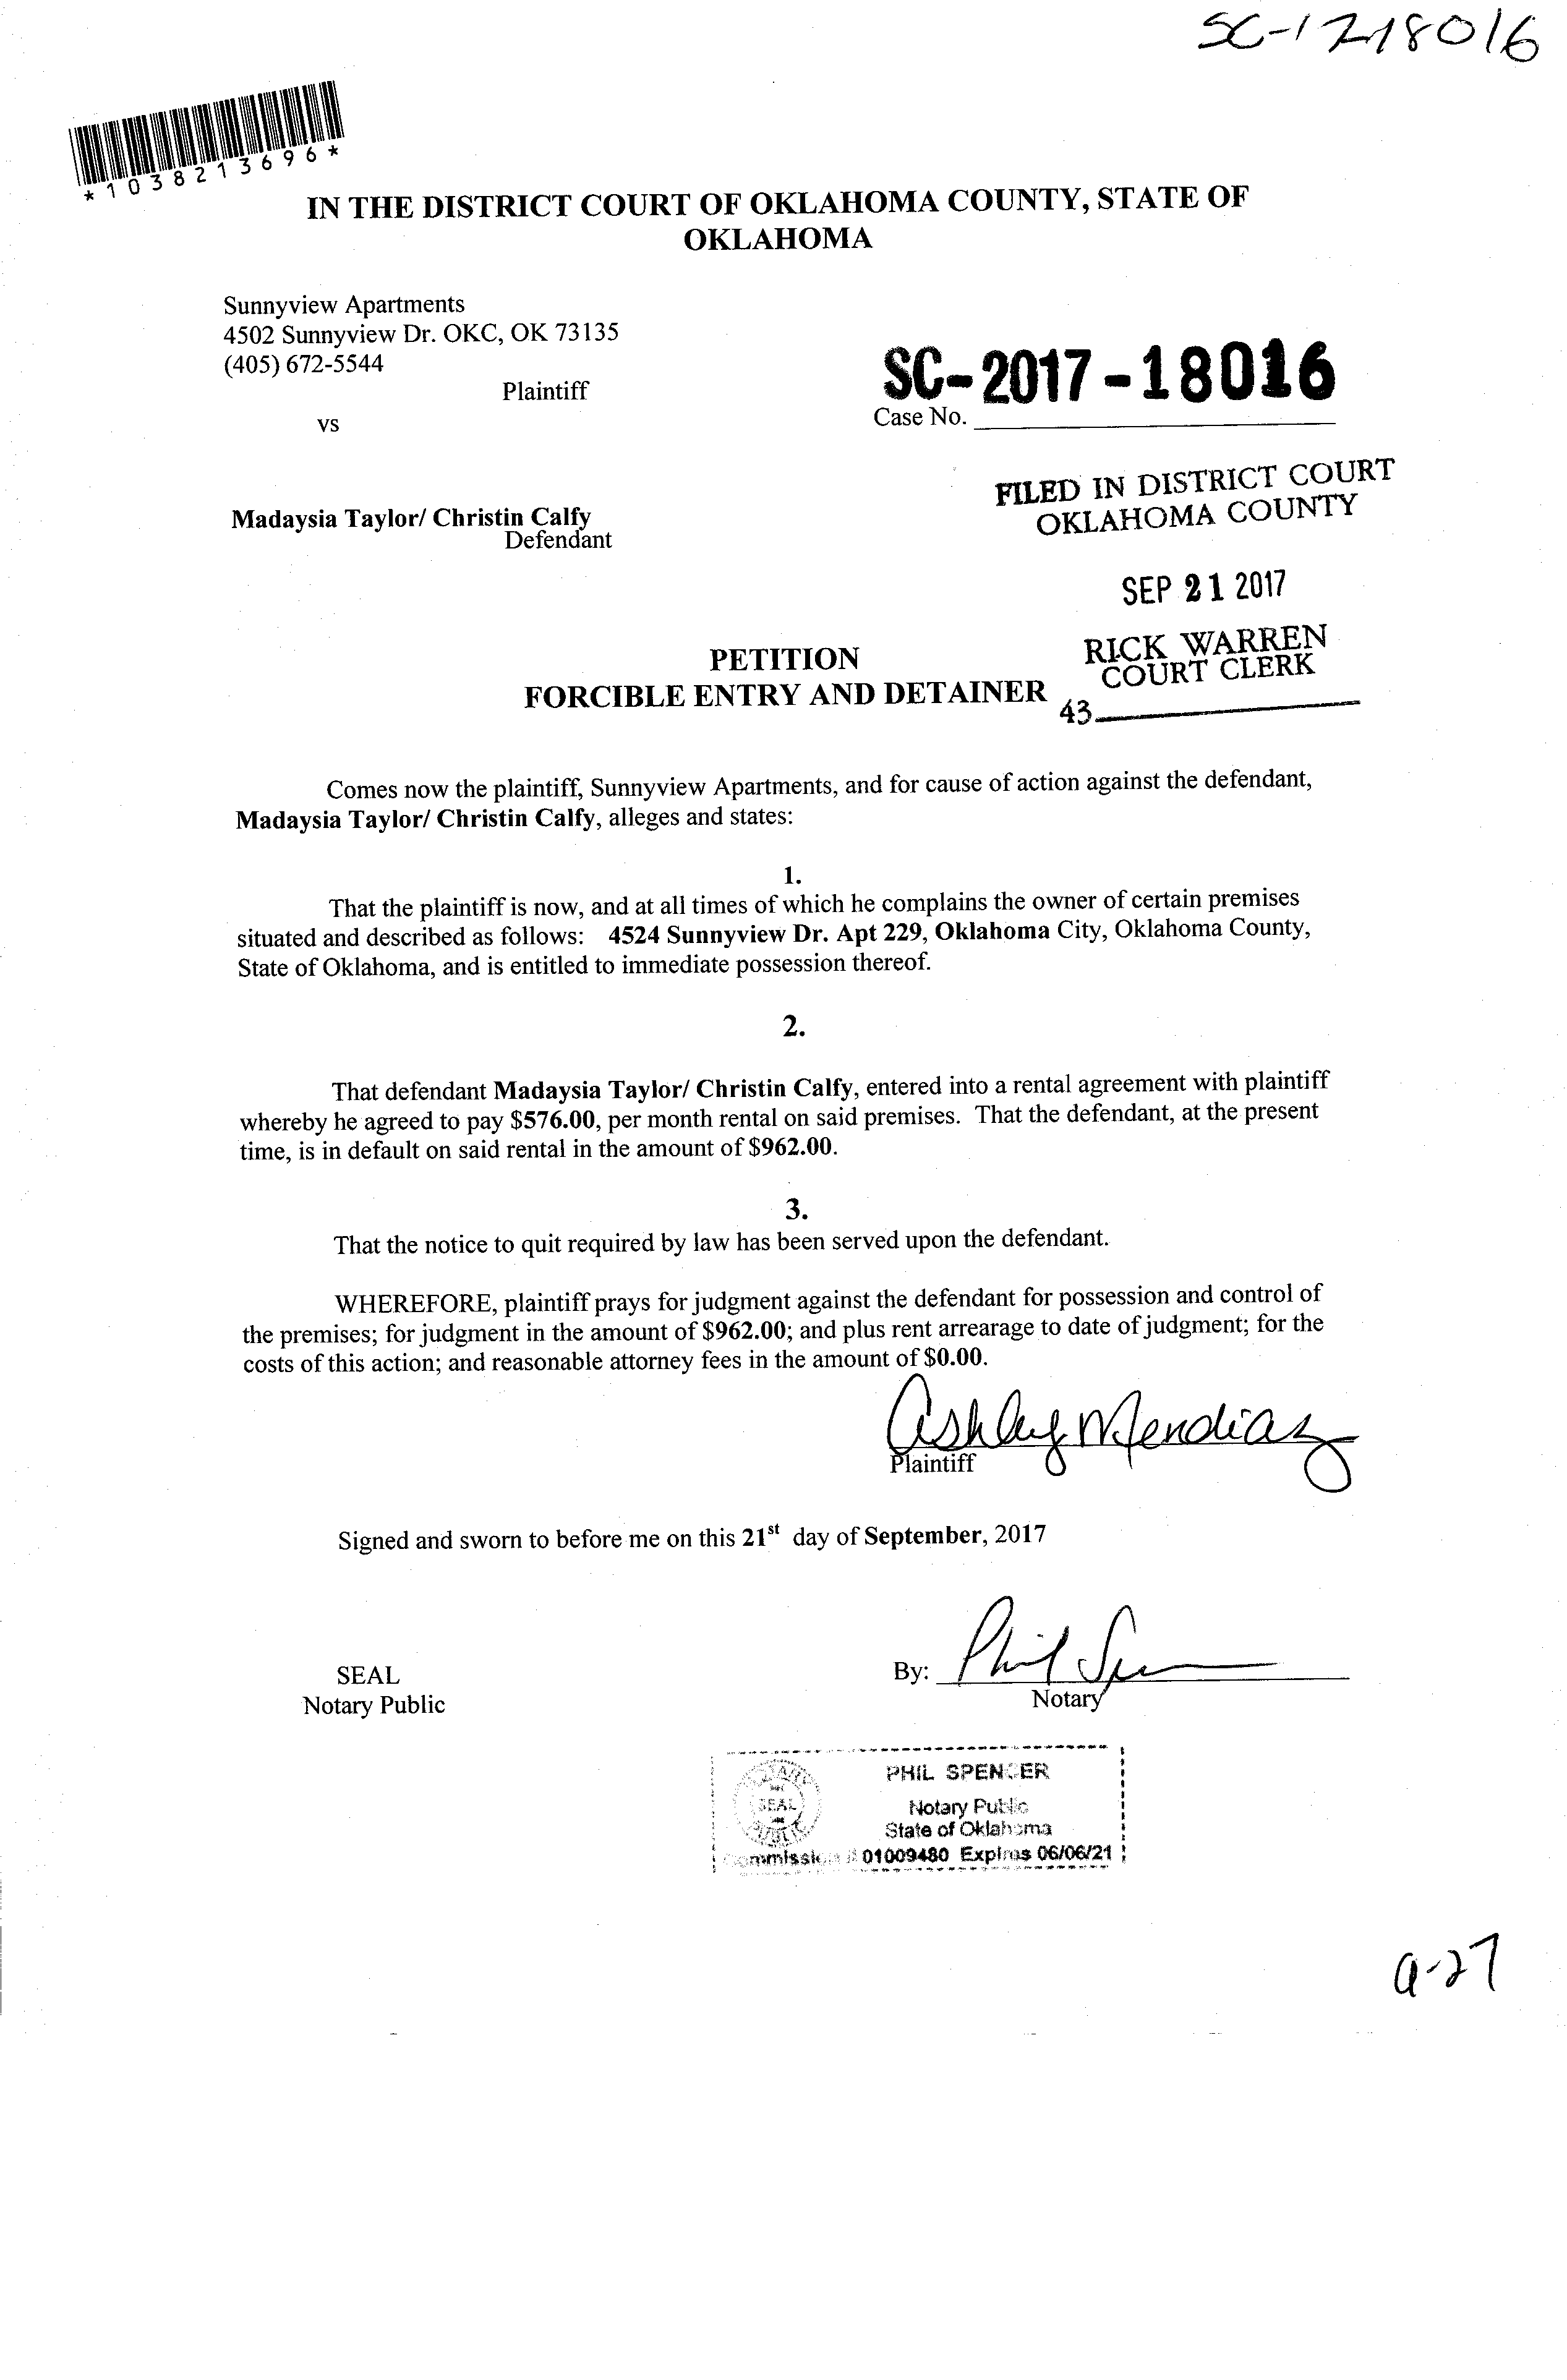 SC-1718016
*1038213696*
IN THE DISTRICT COURT OF OKLAHOMA COUNTY, STATE OF
OKLAHOMA
Sunnyview Apartments
4502 Sunnyview Dr. OKC, OK 73135
(405) 672-5544
Plaintiff
vs
SC-2017-18016
Case No.
FILED IN DISTRICT COURT
OKLAHOMA COUNTY
Madaysia Taylor/ Christin Calfy
Defendant
SEP 21 2017
RICK WARREN
COURT CLERK
43
PETITION
FORCIBLE ENTRY AND DETAINER
Comes now the plaintiff, Sunnyview Apartments, and for cause of action against the defendant,
Madaysia Taylor/ Christin Calfy, alleges and states:
1.
That the plaintiff is now, and at all times of which he complains the owner of certain premises
situated and described as follows: 4524 Sunnyview Dr. Apt 229, Oklahoma City, Oklahoma County,
State of Oklahoma, and is entitled to immediate possession thereof.
2.
That defendant Madaysia Taylor/ Christin Calfy, entered into a rental agreement with plaintiff
whereby he agreed to pay $576.00, per month rental on said premises. That the defendant, at the present
time, is in default on said rental in the amount of $962.00.
3.
That the notice to quit required by law has been served upon the defendant.
WHEREFORE, plaintiff prays for judgment against the defendant for possession and control of
the premises; for judgment in the amount of $962.00; and plus rent arrearage to date of judgment; for the
costs of this action; and reasonable attorney fees in the amount of $0.00.
Ashley Mendiaz
Plaintiff
Signed and sworn to before me on this 21st day of September, 2017
SEAL
Notary Public
By: Phil
Notary
NOTARY
SEAL
PUBLIC
PHIL SPENCER
Notary Public
State of Oklahoma
Commission # 01009480 Expires 06/06/21
9-27